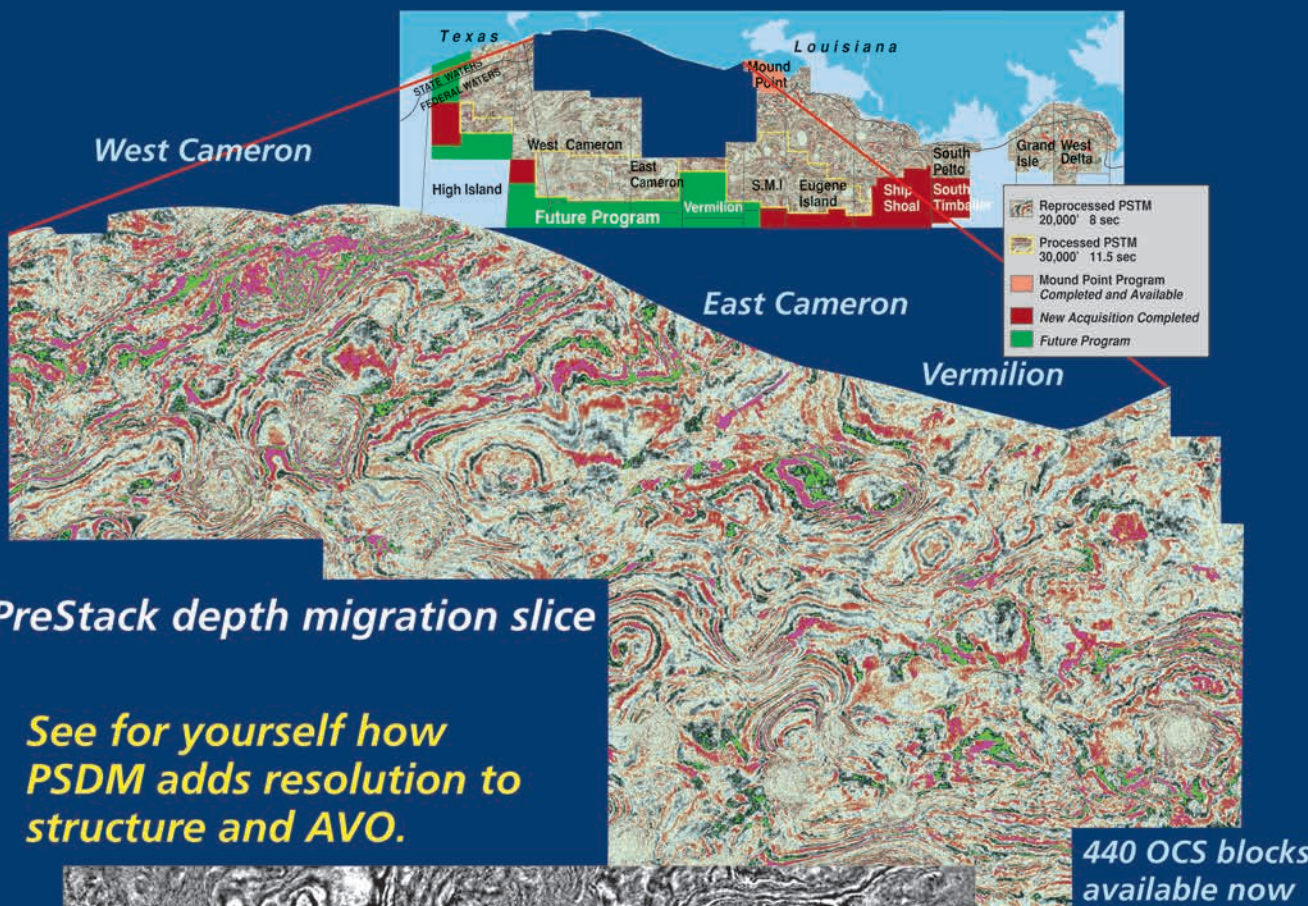 Texas
Louisiana
STATE WATERS
FEDERAL WATERS
Mound
Point
West Cameron
East
Cameron
High Island
Future Program
Vermilion
S.M.I
Eugene
Island
Ship
Shoal
South
Pelto
South
Timbalier
Grand
Isle
West
Delta
Reprocessed PSTM
20,000' 8 sec
Processed PSTM
30,000' 11.5 sec
Mound Point Program
Completed and Available
New Acquisition Completed
Future Program
West Cameron
East Cameron
Vermilion
PreStack depth migration slice
See for yourself how
PSDM adds resolution to
structure and AVO.
440 OCS blocks
available now